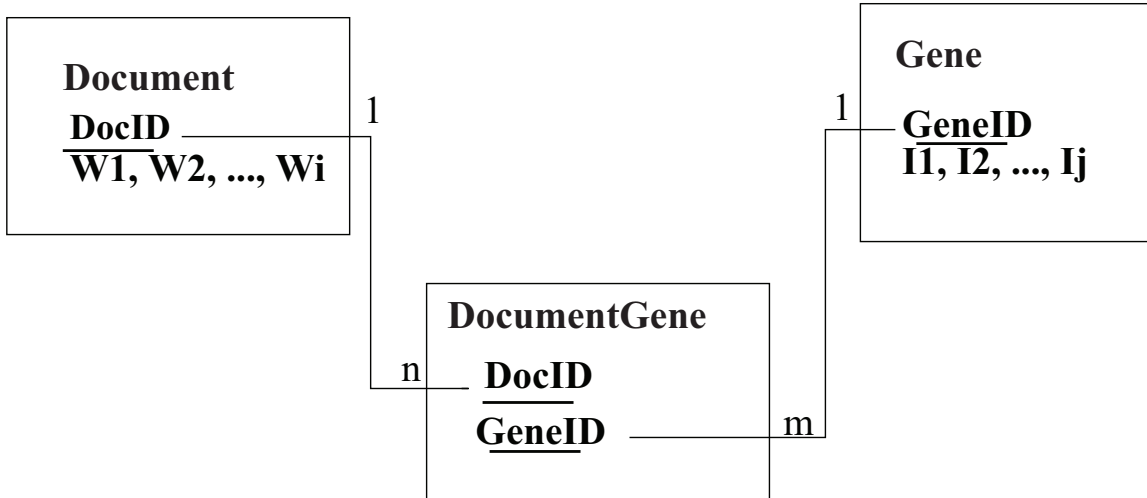 Document
DocID
W1, W2, ..., Wi
1
Gene
GeneID
I1, I2, ..., Ij
1
DocumentGene
DocID
GeneID
n
m